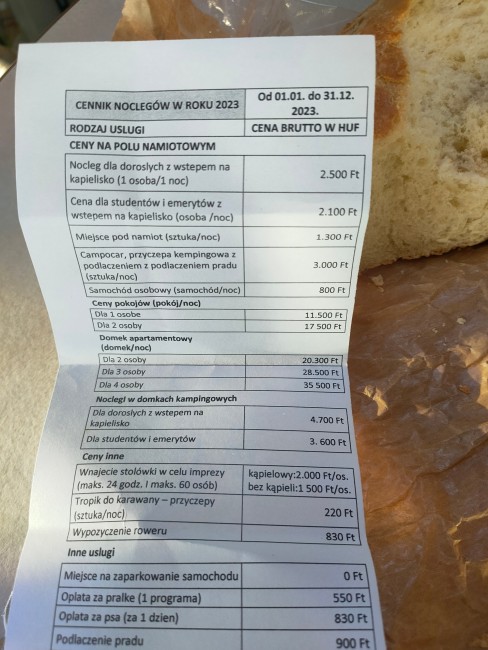 CENNIK NOCLEGÓW W ROKU 2023
Od 01.01. do 31.12.
2023.
RODZAJ USLUGI
CENA BRUTTO W HUF
CENY NA POLU NAMIOTOWYM
Nocleg dla doroslych z wstepem na
kapielisko (1 osoba/1 noc)
2.500 Ft
Cena dla studentów i emerytów z
wstepem na kapielisko (osoba /noc)
2.100 Ft
Miejsce pod namiot (sztuka/noc)
1.300 Ft
Campocar, przyczepa kempingowa z
podlaczeniem z podlaczeniem pradu
(sztuka/noc)
3.000 Ft
Samochód osobowy (samochód/noc)
800 Ft
Ceny pokojów (pokój/noc)
Dla 1 osobe
11.500 Ft
Dla 2 osoby
17 500 Ft
Domek apartamentowy
(domek/noc)
Dla 2 osoby
20.300 Ft
Dla 3 osoby
28.500 Ft
Dla 4 osoby
35 500 Ft
Noclegi w domkach kampingowych
Dla doroslych z wstepem na
kapielisko
4.700 Ft
Dla studentów i emerytów
3. 600 Ft
Ceny inne
Wnajecie stolówki w celu imprezy
(maks. 24 godz. I maks. 60 osób)
kąpielowy:2.000 Ft/os.
bez kąpieli:1 500 Ft/os.
Tropik do karawany – przyczepy
(sztuka/noc)
220 Ft
Wypozyczenie roweru
830 Ft
Inne uslugi
Miejsce na zaparkowanie samochodu
0 Ft
Oplata za pralke (1 programa)
550 Ft
Oplata za psa (za 1 dzien)
830 Ft
Podlaczenie pradu
900 Ft